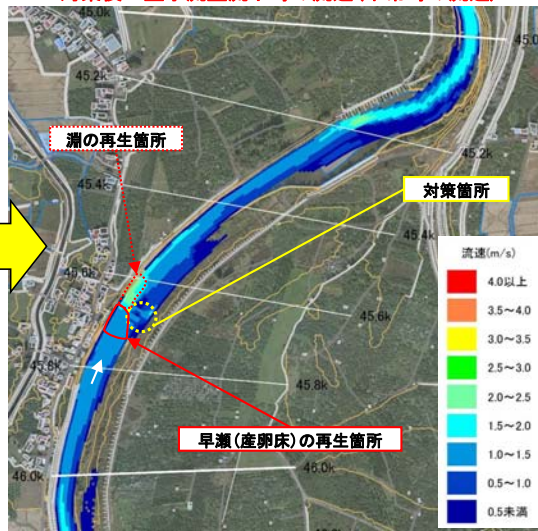 45.0k
45.0
45.2k
45.2k
淵の再生箇所
対策箇所
45.4k
45.4k
45.6k
45.6k
45.8k
45.8k
早瀬(産卵床)の再生箇所
46.0k
46.0k
流速(m/s)
4.0以上
3.5～4.0
3.0～3.5
2.5～3.0
2.0～2.5
1.5～2.0
1.0～1.5
0.5～1.0
0.5未満